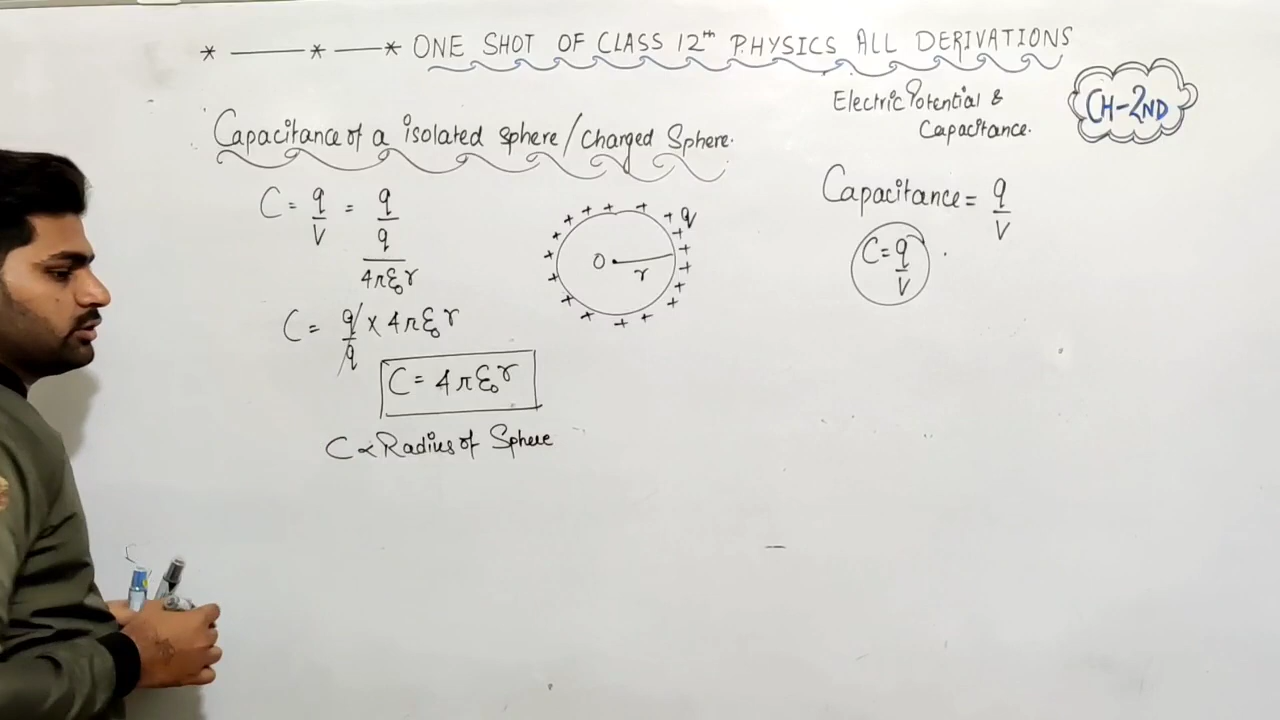 * —— * — * ONE SHOT OF CLASS 12th PHYSICS ALL DERIVATIONS
Electric Potential &
Capacitance.
CH-2ND
Capacitance of a isolated sphere/Charged Sphere.
C = q/V = q/(q/4πε₀r)
C = q/q × 4πε₀r
C = 4πε₀r
C ∝ Radius of Sphere
+ + + + + + + + + + + + + + + + + + q
O r
Capacitance = q/V
C = q/V